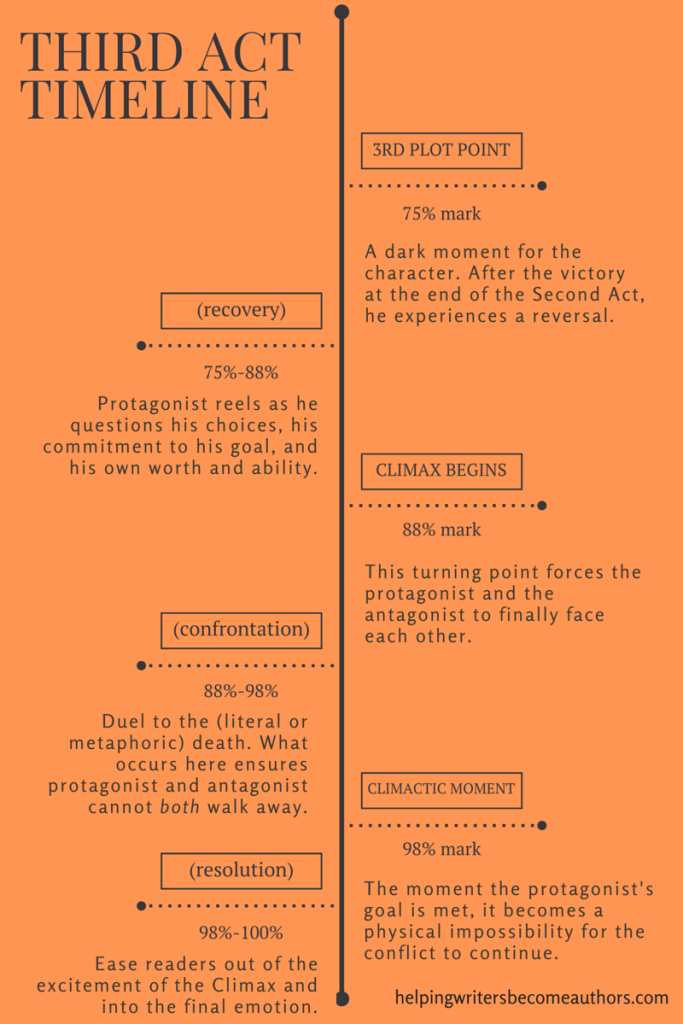 THIRD ACT
TIMELINE
3RD PLOT POINT
75% mark
A dark moment for the
character. After the victory
at the end of the Second Act,
he experiences a reversal.
(recovery)
75%-88%
Protagonist reels as he
questions his choices, his
commitment to his goal, and
his own worth and ability.
CLIMAX BEGINS
88% mark
This turning point forces the
protagonist and the
antagonist to finally face
each other.
(confrontation)
88%-98%
Duel to the (literal or
metaphoric) death. What
occurs here ensures
protagonist and antagonist
cannot both walk away.
CLIMACTIC MOMENT
98% mark
The moment the protagonist's
goal is met, it becomes a
physical impossibility for the
conflict to continue.
(resolution)
98%-100%
Ease readers out of the
excitement of the Climax and
into the final emotion.
helpingwritersbecomeauthors.com